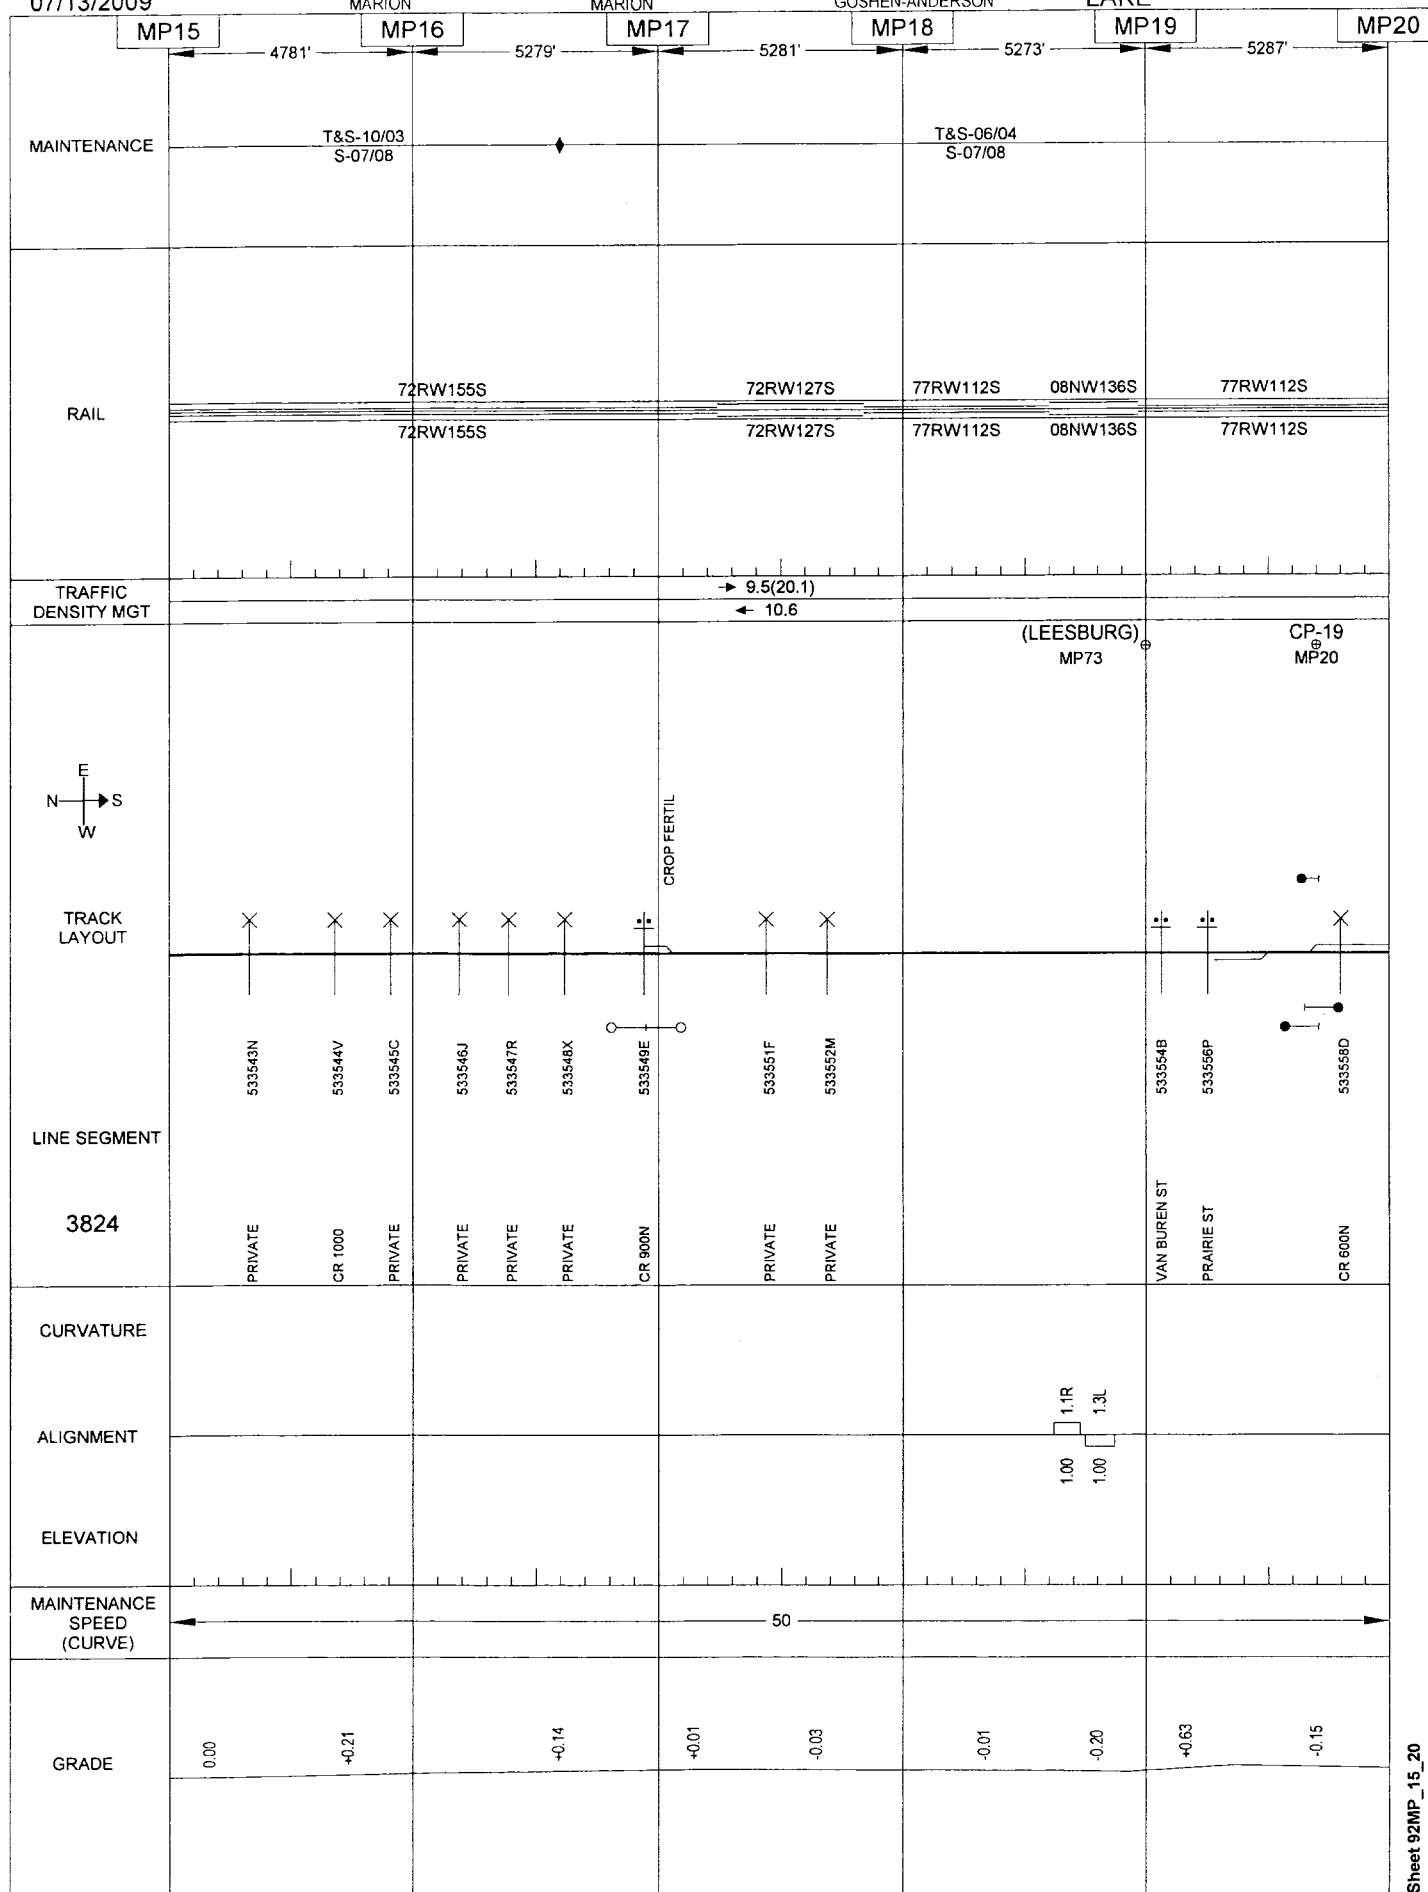 07/13/2009 MARION MARION GOSHEN-ANDERSON LAKE
MP15 MP16 MP17 MP18 MP19 MP20
4781' 5279' 5281' 5273' 5287'
MAINTENANCE
T&S-10/03 T&S-06/04
S-07/08 S-07/08
RAIL
72RW155S 72RW127S 77RW112S 08NW136S 77RW112S
72RW155S 72RW127S 77RW112S 08NW136S 77RW112S
TRAFFIC
DENSITY MGT
9.5(20.1)
10.6
(LEESBURG) CP-19
MP73 MP20
E
N S
W
CROP FERTIL
TRACK
LAYOUT
533543N
533544V
533545C
533546J
533547R
533548X
533549E
533551F
533552M
533554B
533556P
533558D
LINE SEGMENT
3824
PRIVATE
CR 1000
PRIVATE
PRIVATE
PRIVATE
PRIVATE
CR 900N
PRIVATE
PRIVATE
VAN BUREN ST
PRAIRIE ST
CR 600N
CURVATURE
1.1R
1.3L
ALIGNMENT
1.00
1.00
ELEVATION
MAINTENANCE
SPEED
(CURVE)
50
GRADE
0.00
+0.21
+0.14
+0.01
-0.03
-0.01
-0.20
+0.63
-0.15
Sheet 92MP_15_20